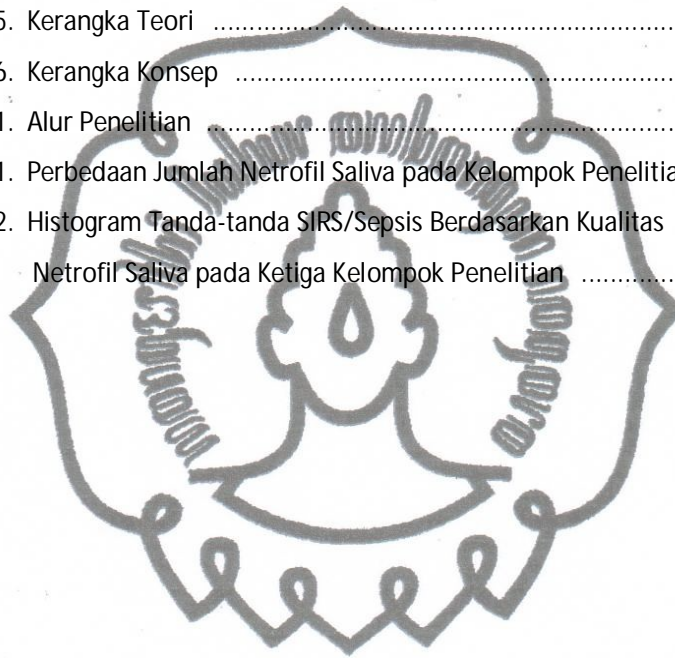 5. Kerangka Teori ................................................................
6. Kerangka Konsep ................................................................
1. Alur Penelitian ................................................................
1. Perbedaan Jumlah Netrofil Saliva pada Kelompok Penelitia
2. Histogram Tanda-tanda SIRS/Sepsis Berdasarkan Kualitas
Netrofil Saliva pada Ketiga Kelompok Penelitian .............